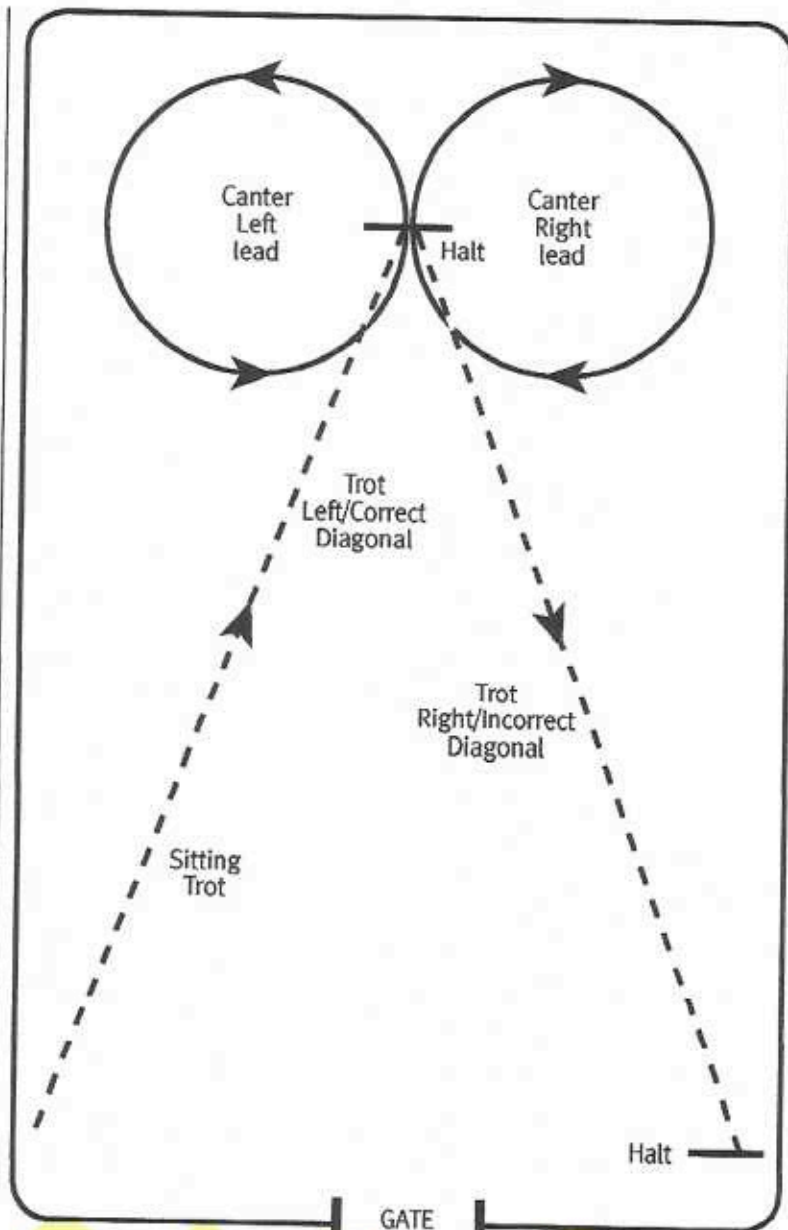 Canter
Left
lead
Canter
Right
lead
Halt
Trot
Left/Correct
Diagonal
Trot
Right/Incorrect
Diagonal
Sitting
Trot
Halt
GATE